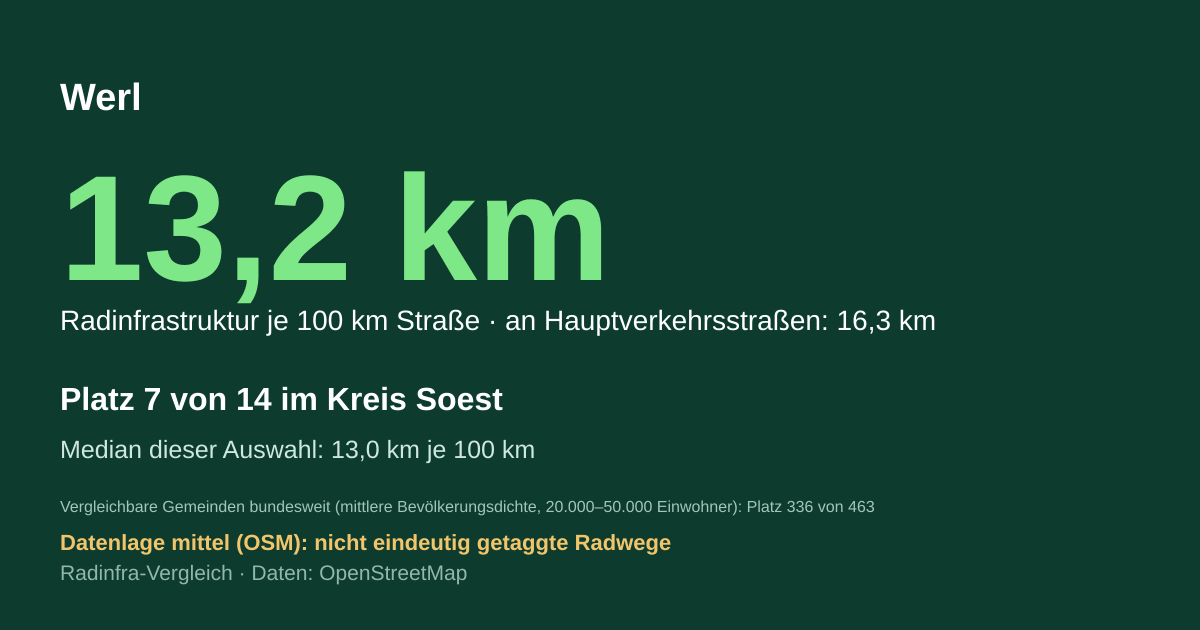 Werl
13,2 km
Radinfrastruktur je 100 km Straße · an Hauptverkehrsstraßen: 16,3 km
Platz 7 von 14 im Kreis Soest
Median dieser Auswahl: 13,0 km je 100 km
Vergleichbare Gemeinden bundesweit (mittlere Bevölkerungsdichte, 20.000–50.000 Einwohner): Platz 336 von 463
Datenlage mittel (OSM): nicht eindeutig getaggte Radwege
Radinfra-Vergleich · Daten: OpenStreetMap